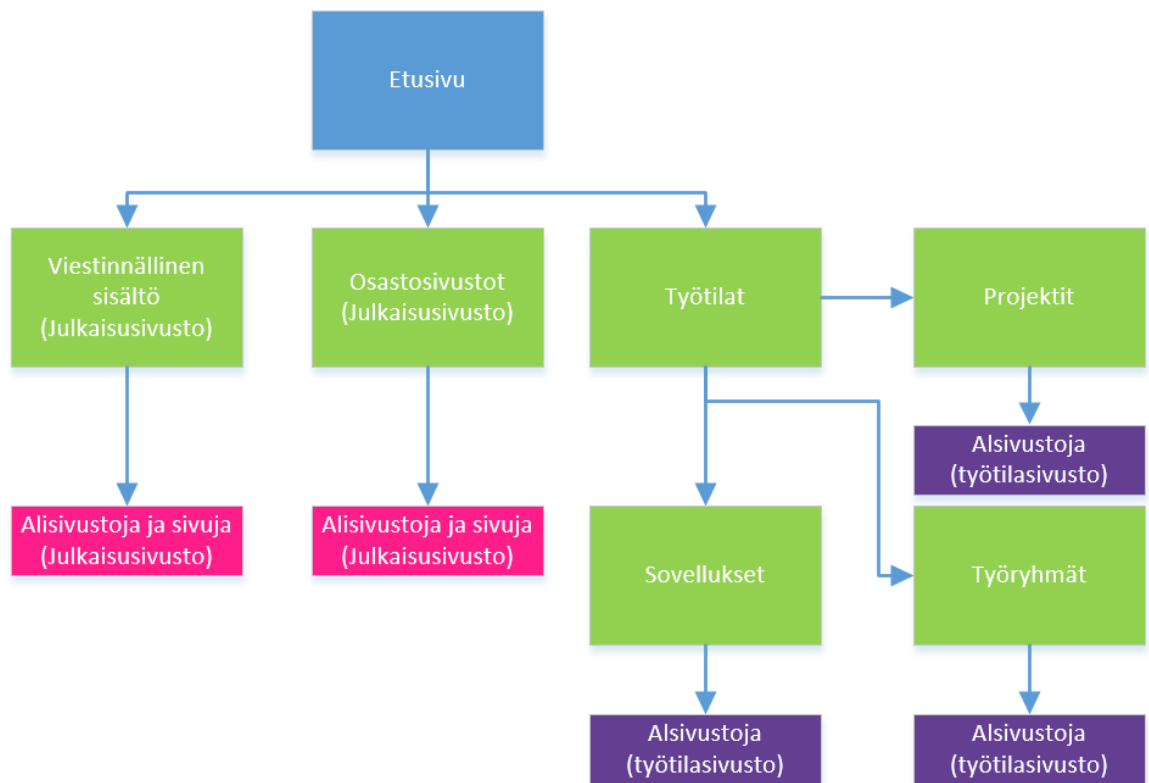 Etusivu
Viestinnällinen
sisältö
(Julkaisusivusto)
Osastosivustot
(Julkaisusivusto)
Työtilat
Projektit
Alsivustoja
(työtilasivusto)
Alisivustoja ja sivuja
(Julkaisusivusto)
Alisivustoja ja sivuja
(Julkaisusivusto)
Sovellukset
Työryhmät
Alsivustoja
(työtilasivusto)
Alsivustoja
(työtilasivusto)